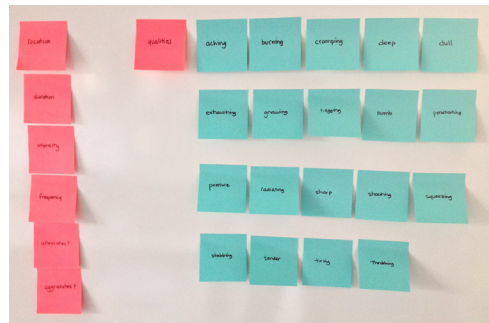 location
qualities
aching
burning
cramping
deep
dull
duration
exhausting
gnawing
nagging
numb
penetrating
intensity
frequency
pressure
radiating
sharp
shooting
squeezing
alleviates?
stabbing
tender
tiring
throbbing
aggravates?